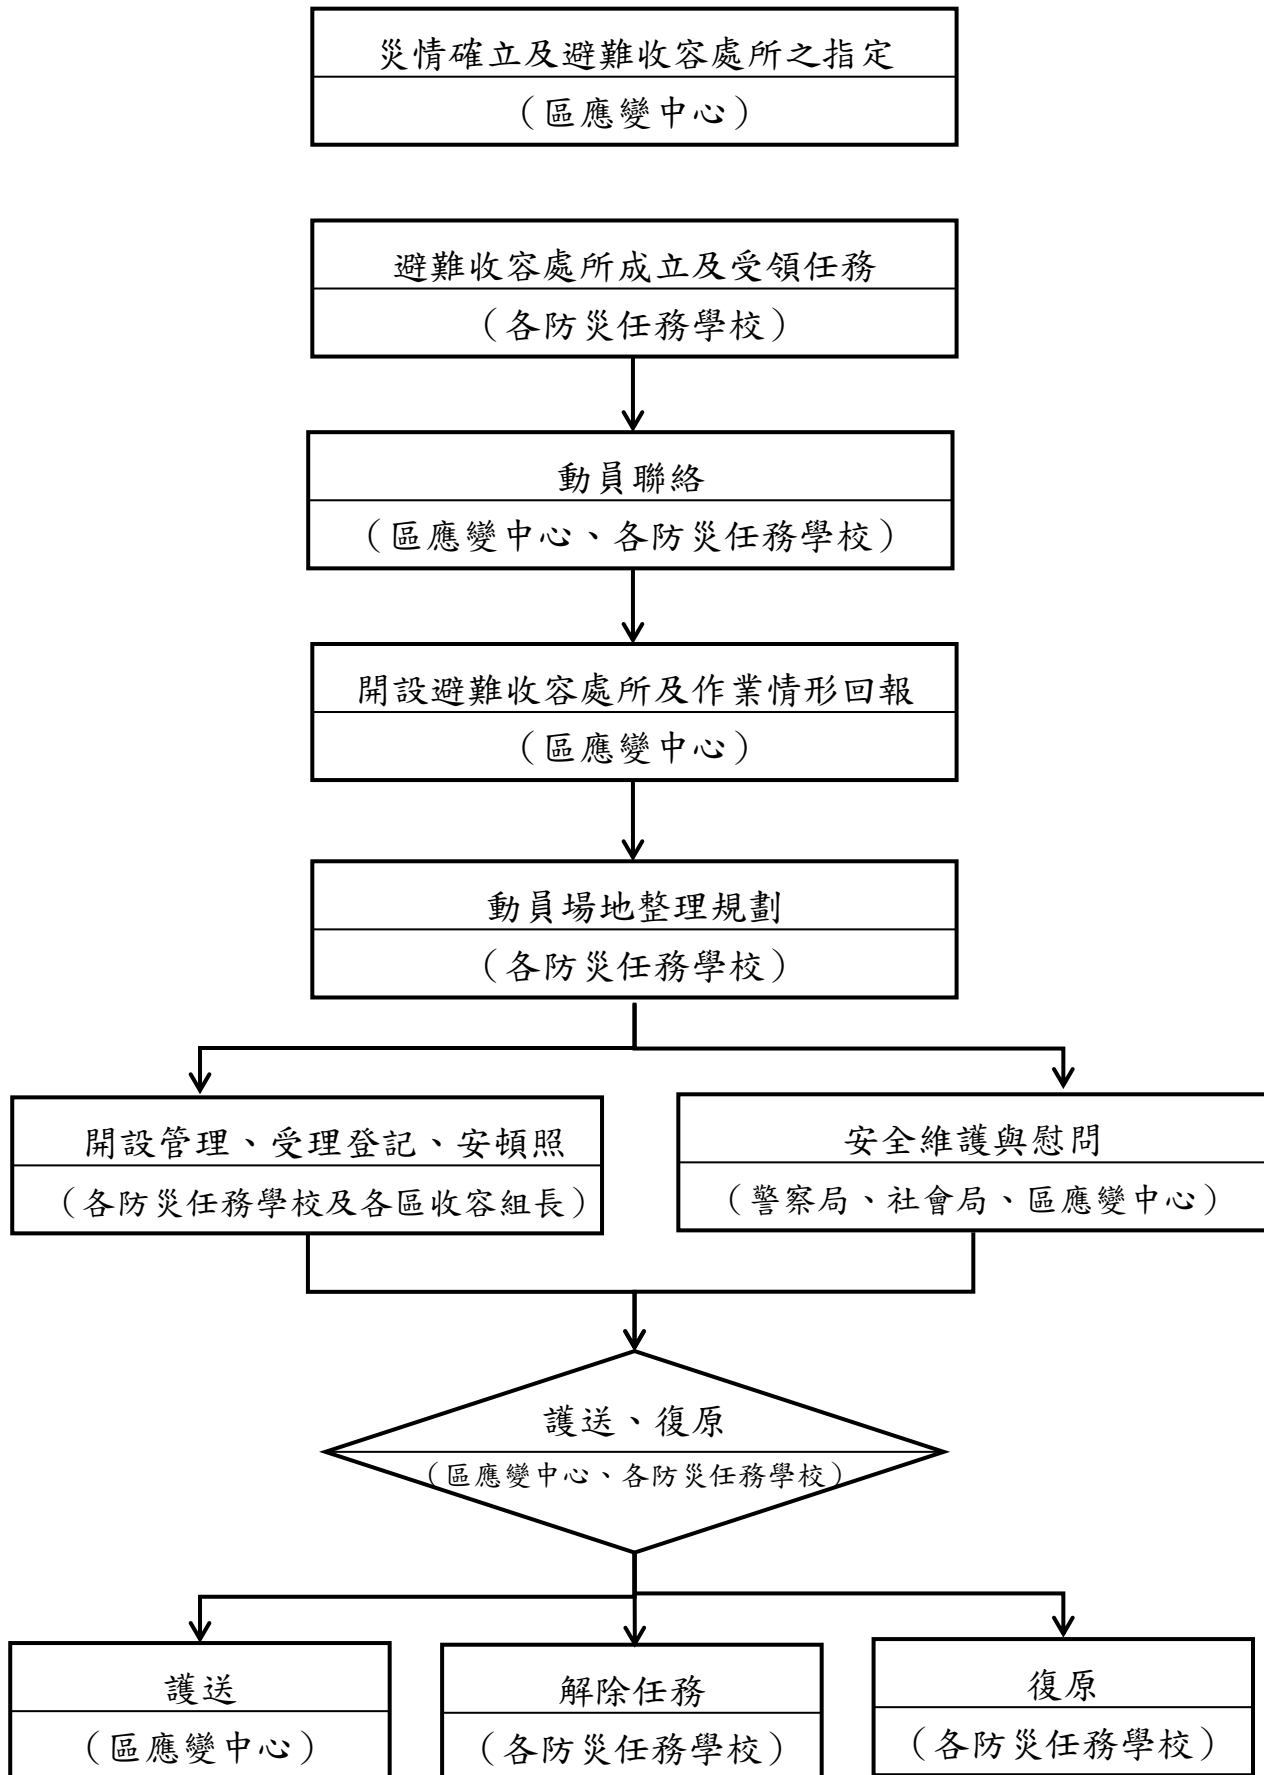 災情確立及避難收容處所之指定
（區應變中心）
避難收容處所成立及受領任務
（各防災任務學校）
動員聯絡
（區應變中心、各防災任務學校）
開設避難收容處所及作業情形回報
（區應變中心）
動員場地整理規劃
（各防災任務學校）
開設管理、受理登記、安頓照
（各防災任務學校及各區收容組長）
安全維護與慰問
（警察局、社會局、區應變中心）
護送、復原
（區應變中心、各防災任務學校）
護送
（區應變中心）
解除任務
（各防災任務學校）
復原
（各防災任務學校）